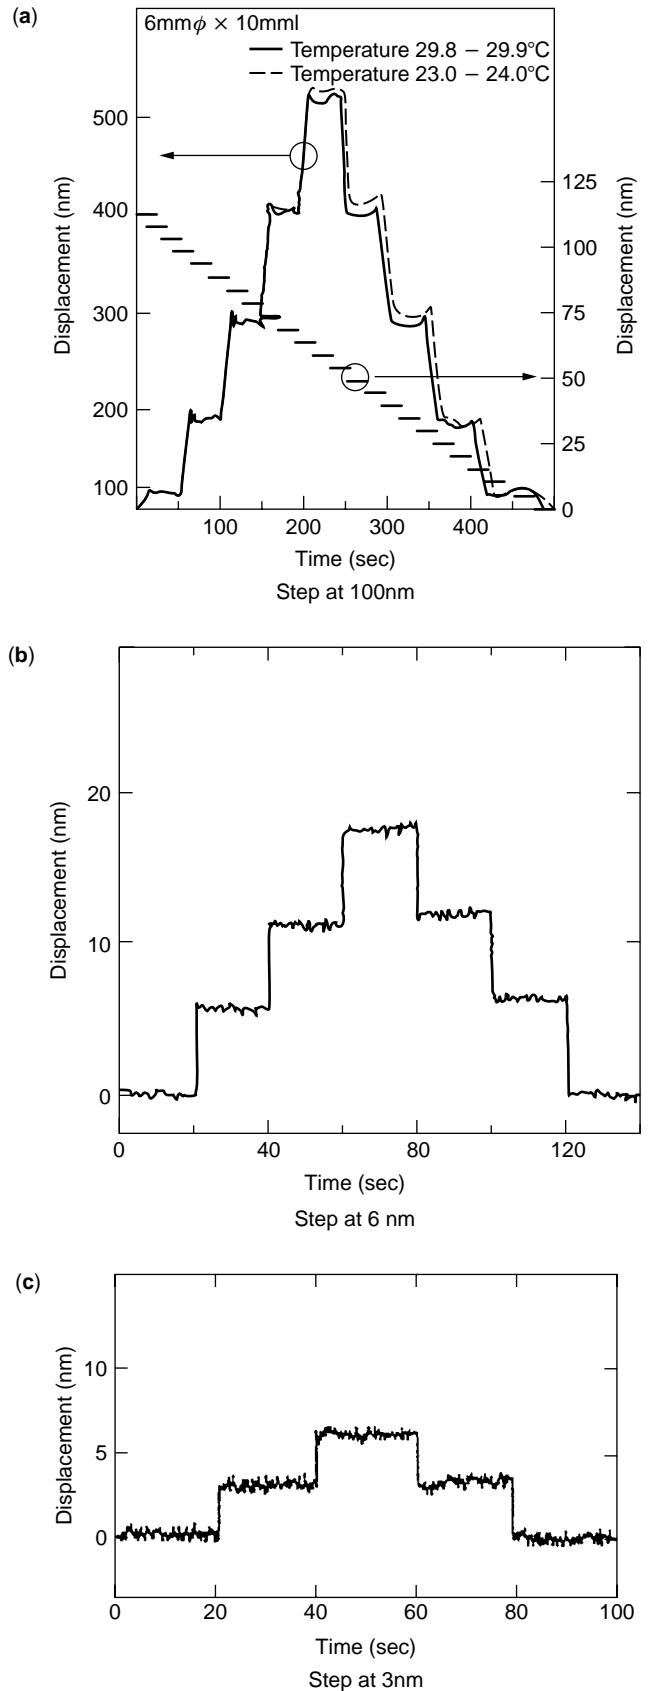 (a)
6mmϕ × 10mml
Temperature 29.8 – 29.9°C
Temperature 23.0 – 24.0°C
Displacement (nm)
500
400
300
200
100
Displacement (nm)
125
100
75
50
25
0
100 200 300 400
Time (sec)
Step at 100nm
(b)
Displacement (nm)
20
10
0
0 40 80 120
Time (sec)
Step at 6 nm
(c)
Displacement (nm)
10
5
0
0 20 40 60 80 100
Time (sec)
Step at 3nm